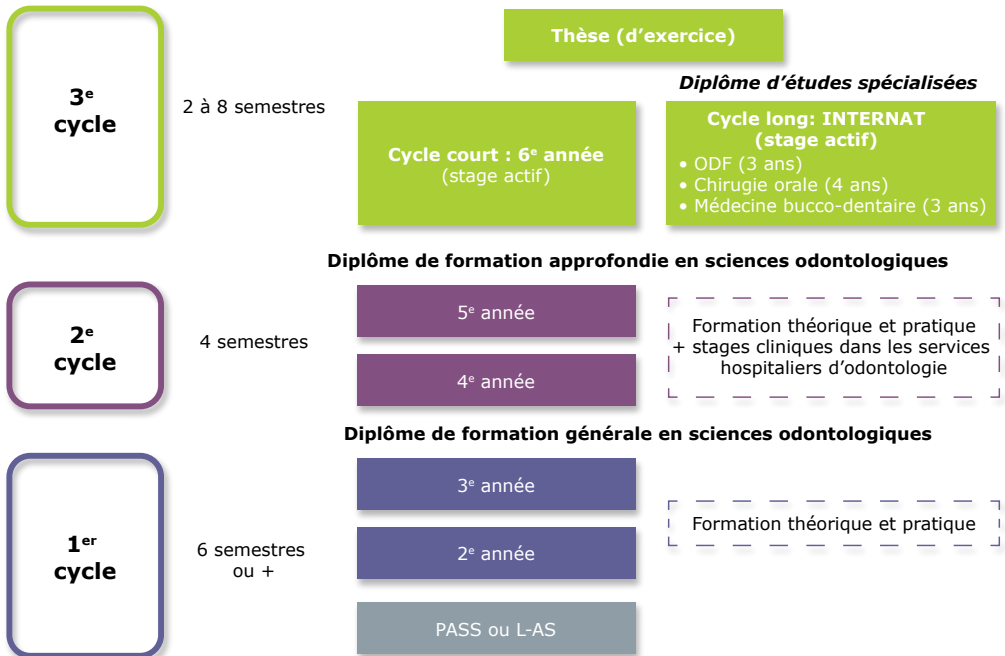 3e
cycle
2 à 8 semestres
Thèse (d’exercice)
Diplôme d’études spécialisées
Cycle court : 6e année
(stage actif)
Cycle long: INTERNAT
(stage actif)
• ODF (3 ans)
• Chirugie orale (4 ans)
• Médecine bucco-dentaire (3 ans)
Diplôme de formation approfondie en sciences odontologiques
2e
cycle
4 semestres
5e année
4e année
Formation théorique et pratique
+ stages cliniques dans les services
hospitaliers d’odontologie
Diplôme de formation générale en sciences odontologiques
1er
cycle
6 semestres
ou +
3e année
2e année
PASS ou L-AS
Formation théorique et pratique